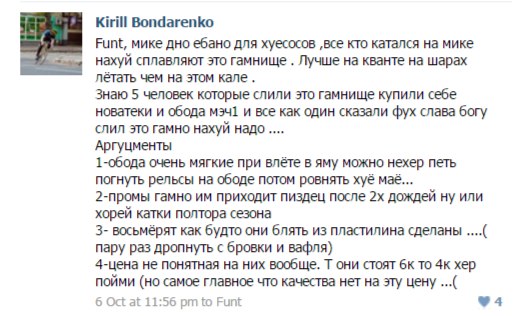 Kirill Bondarenko
Funt, мике дно ебано для хуесосов ,все кто катался на мике
нахуй сплавляют это гамнище . Лучше на кванте на шарах
лётать чем на этом кале .
Знаю 5 человек которые слили это гамнище купили себе
новатеки и обода мэч1 и все как один сказали фух слава богу
слил это гамно нахуй надо ....
Аргуцменты
1-обода очень мягкие при влёте в яму можно нехер петь
погнуть рельсы на ободе потом ровнять хуё маё...
2-промы гамно им приходит пиздец после 2х дождей ну или
хорей катки полтора сезона
3- восьмёрят как будто они блять из пластилина сделаны ....(
пару раз дропнуть с бровки и вафля)
4-цена не понятная на них вообще. Т они стоят 6к то 4к хер
пойми (но самое главное что качества нет на эту цену ...(
6 Oct at 11:56 pm to Funt
4